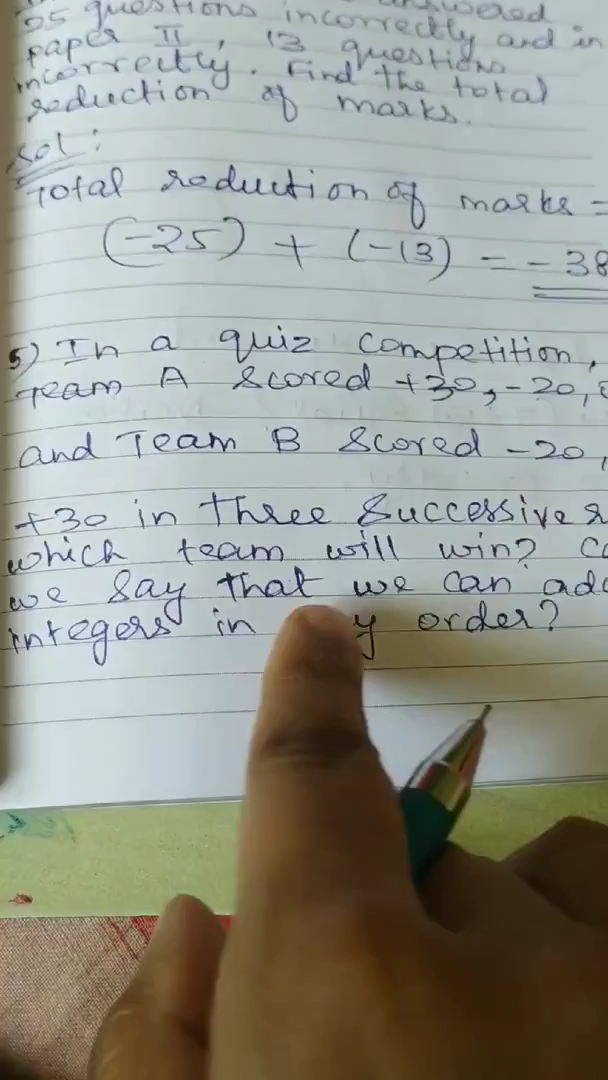 25 questions incorrectly and in
paper II, 13 questions
incorrectly. Find the total
reduction of marks.
Sol:
Total reduction of marks =
(-25) + (-13) = -38
5) In a quiz competition,
Team A scored +30, -20,
and Team B scored -20,
+30 in three successive
which team will win?
we say that we can add
integers in order?